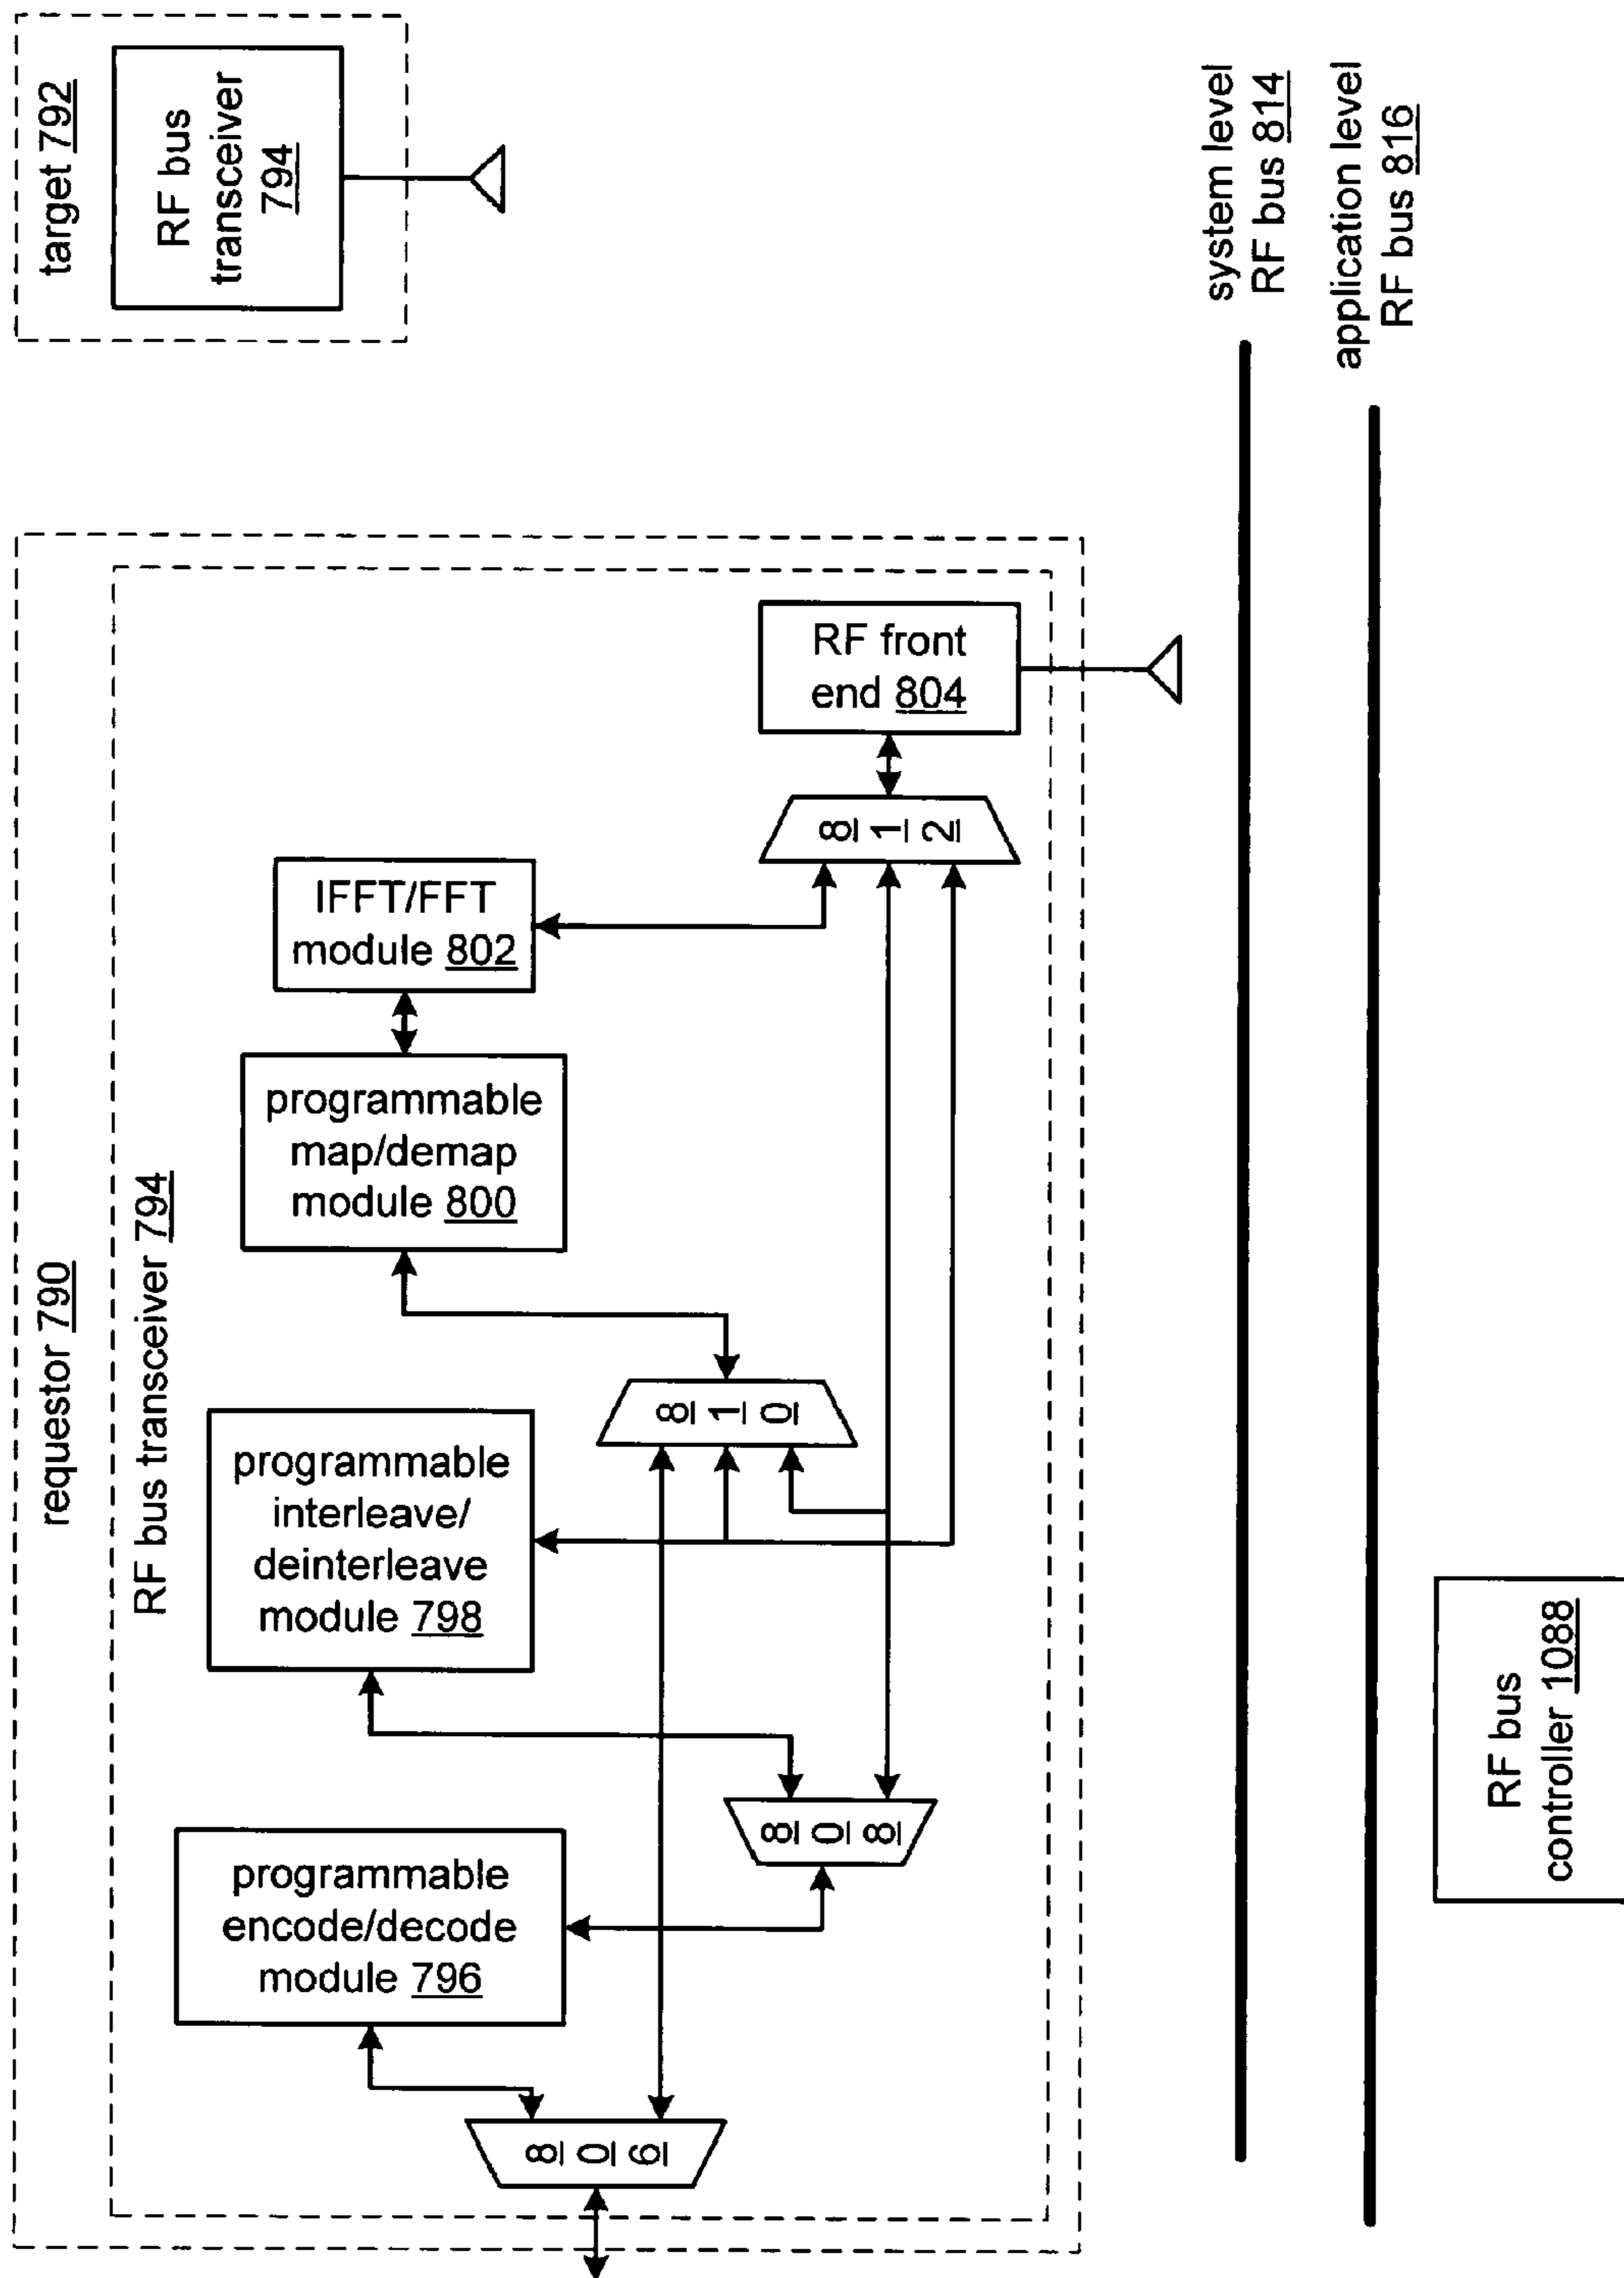 requestor 790
RF bus transceiver 794
programmable
encode/decode
module 796
programmable
interleave/
deinterleave
module 798
programmable
map/demap
module 800
IFFT/FFT
module 802
RF front
end 804
806
808
810
812
target 792
RF bus
transceiver
794
system level
RF bus 814
application level
RF bus 816
RF bus
controller 1088